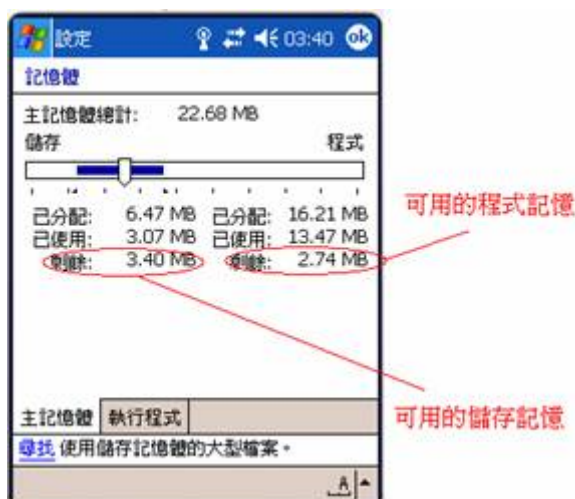 設定 03:40 ok
記憶體
主記憶體總計: 22.68 MB
儲存 程式
已分配: 6.47 MB 已分配: 16.21 MB
已使用: 3.07 MB 已使用: 13.47 MB
剩餘: 3.40 MB 剩餘: 2.74 MB
可用的程式記憶
可用的儲存記憶
主記憶體 執行程式
尋找 使用儲存記憶體的大型檔案。
A